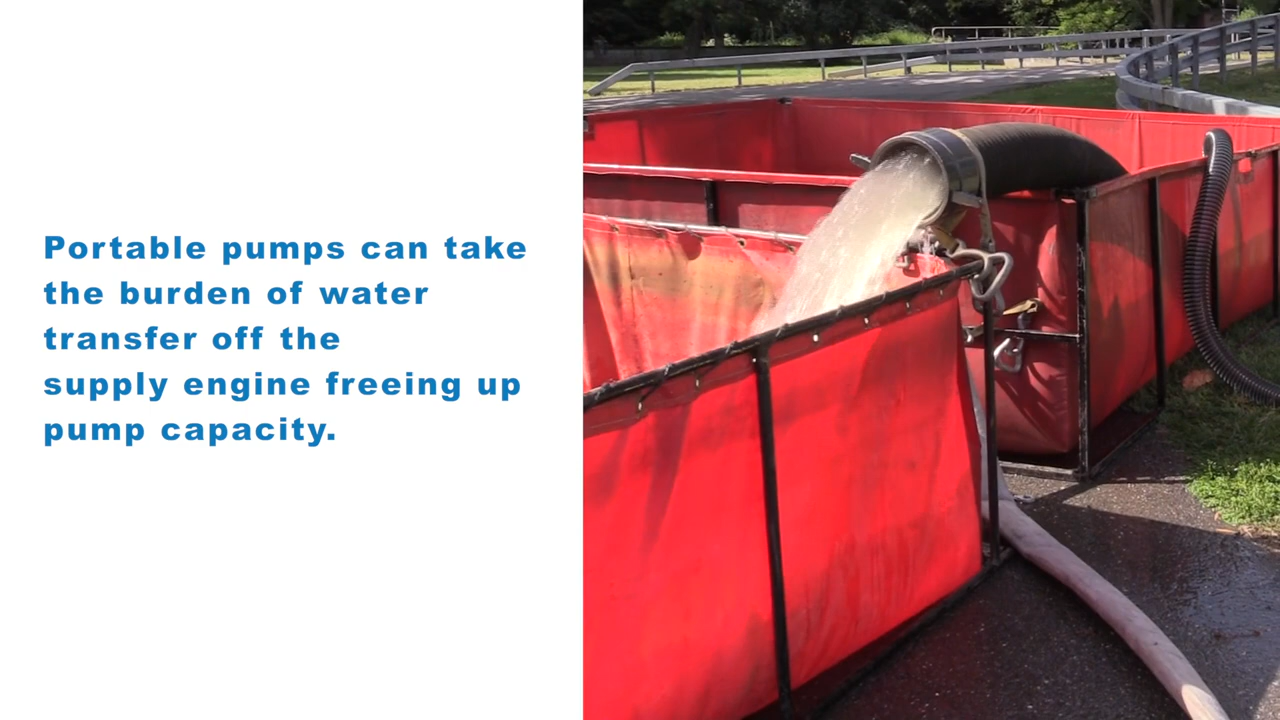 Portable pumps can take
the burden of water
transfer off the
supply engine freeing up
pump capacity.